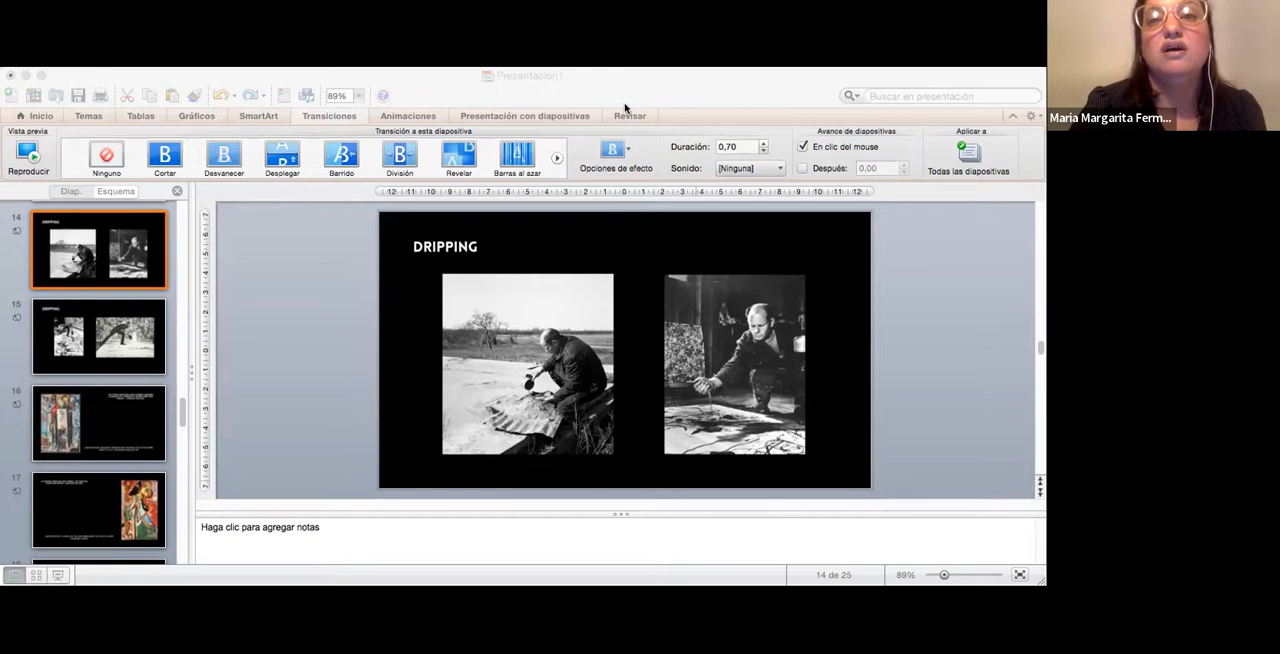 Presentación1
89%
Buscar en presentación
Inicio
Temas
Tablas
Gráficos
SmartArt
Transiciones
Animaciones
Presentación con diapositivas
Revisar
Vista previa
Transición a esta diapositiva
Avance de diapositivas
Aplicar a
Reproducir
Ninguno
Cortar
Desvanecer
Desplegar
Barrido
División
Revelar
Barras al azar
Opciones de efecto
Duración: 0,70
Sonido: [Ninguna]
En clic del mouse
Después: 0,00
Todas las diapositivas
Maria Margarita Ferm...
Diap.
Esquema
14
DRIPPING
15
DRIPPING
16
17
DRIPPING
Haga clic para agregar notas
14 de 25
89%